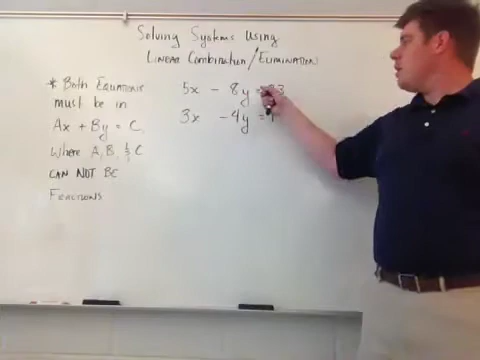 Solving Systems Using
Linear Combination/Elimination
* Both Equations
must be in
Ax + By = C,
Where A, B, & C
CAN NOT BE
Fractions
5x - 8y =
3x - 4y =